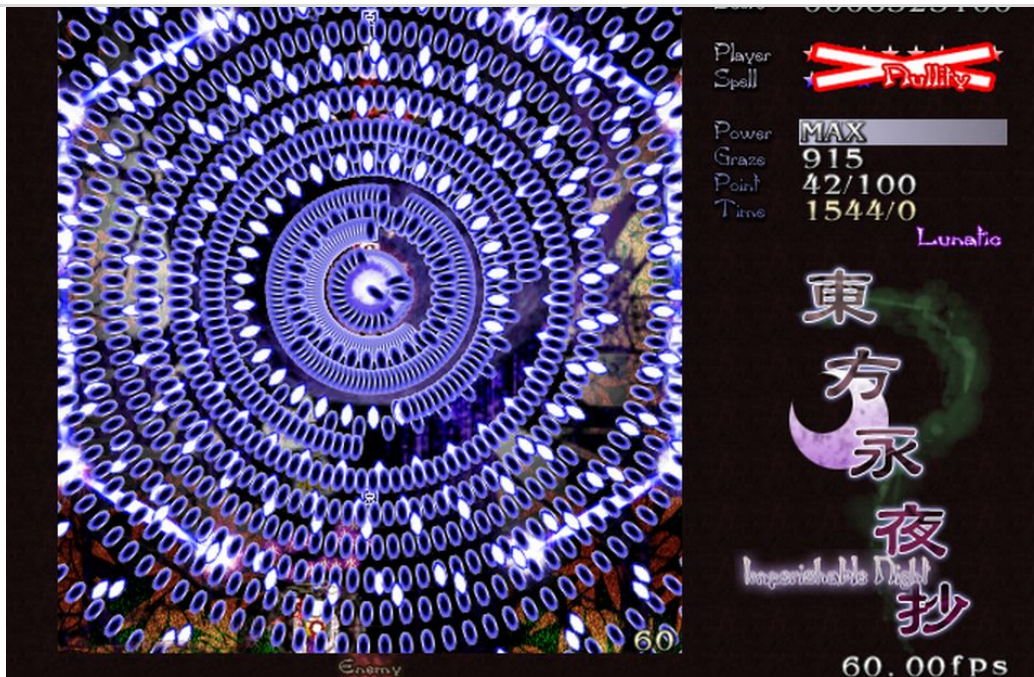 Player
Spell
Nullity
Power MAX
Graze 915
Point 42/100
Time 1544/0
Lunatic
東
方
永
夜
抄
Imperishable Night
60
Enemy
60.00fps